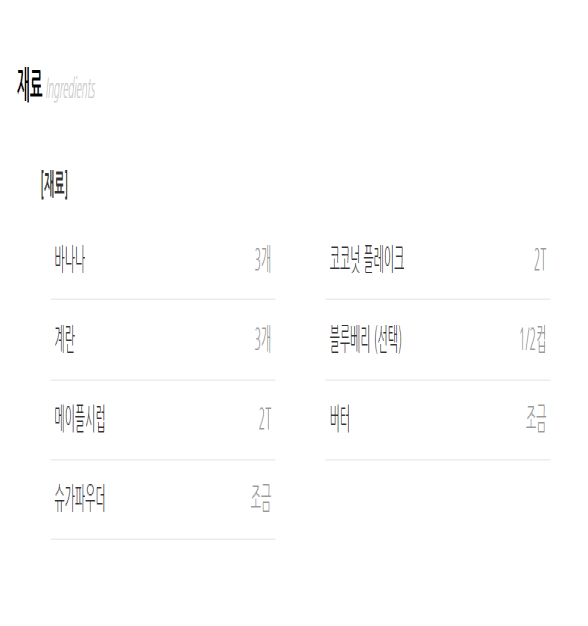 재료 Ingredients
[재료]
바나나 3개
계란 3개
메이플시럽 2T
슈가파우더 조금
코코넛 플레이크 2T
블루베리 (선택) 1/2컵
버터 조금